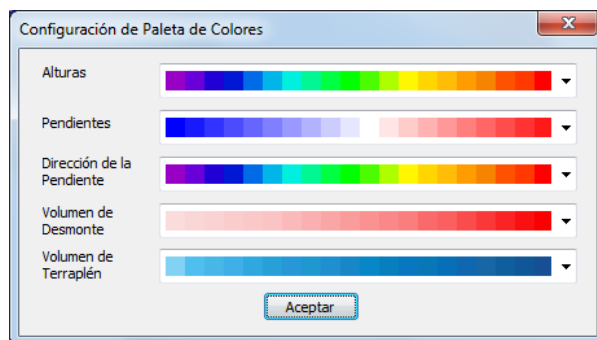 Configuración de Paleta de Colores
Alturas
Pendientes
Dirección de la
Pendiente
Volumen de
Desmonte
Volumen de
Terraplén
Aceptar